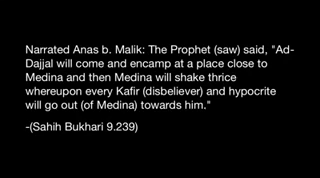 Narrated Anas b. Malik: The Prophet (saw) said, "Ad-
Dajjal will come and encamp at a place close to
Medina and then Medina will shake thrice
whereupon every Kafir (disbeliever) and hypocrite
will go out (of Medina) towards him."
-(Sahih Bukhari 9.239)